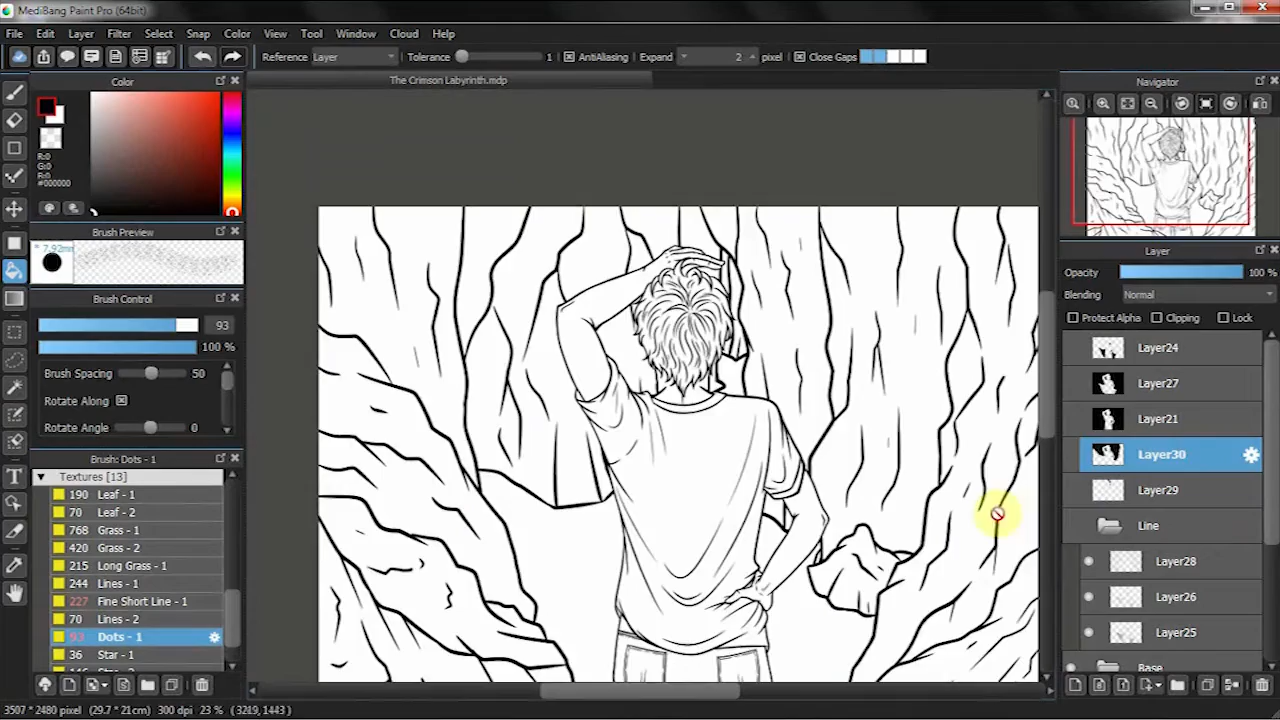 MediBang Paint Pro (64bit)
File Edit Layer Filter Select Snap Color View Tool Window Cloud Help
Reference Layer Tolerance 1 AntiAliasing Expand 2 pixel Close Gaps
Color
The Crimson Labyrinth.mdp
Navigator
R:0
G:0
B:0
#000000
Brush Preview
7.92mm
Brush Control
93
100 %
Brush Spacing 50
Rotate Along
Rotate Angle 0
Brush: Dots - 1
Textures [13]
190 Leaf - 1
70 Leaf - 2
768 Grass - 1
420 Grass - 2
215 Long Grass - 1
244 Lines - 1
227 Fine Short Line - 1
70 Lines - 2
93 Dots - 1
36 Star - 1
Layer
Opacity 100 %
Blending Normal
Protect Alpha Clipping Lock
Layer24
Layer27
Layer21
Layer30
Layer29
Line
Layer28
Layer26
Layer25
Base
3507 * 2480 pixel (29.7 * 21cm) 300 dpi 23 % (3219, 1443)